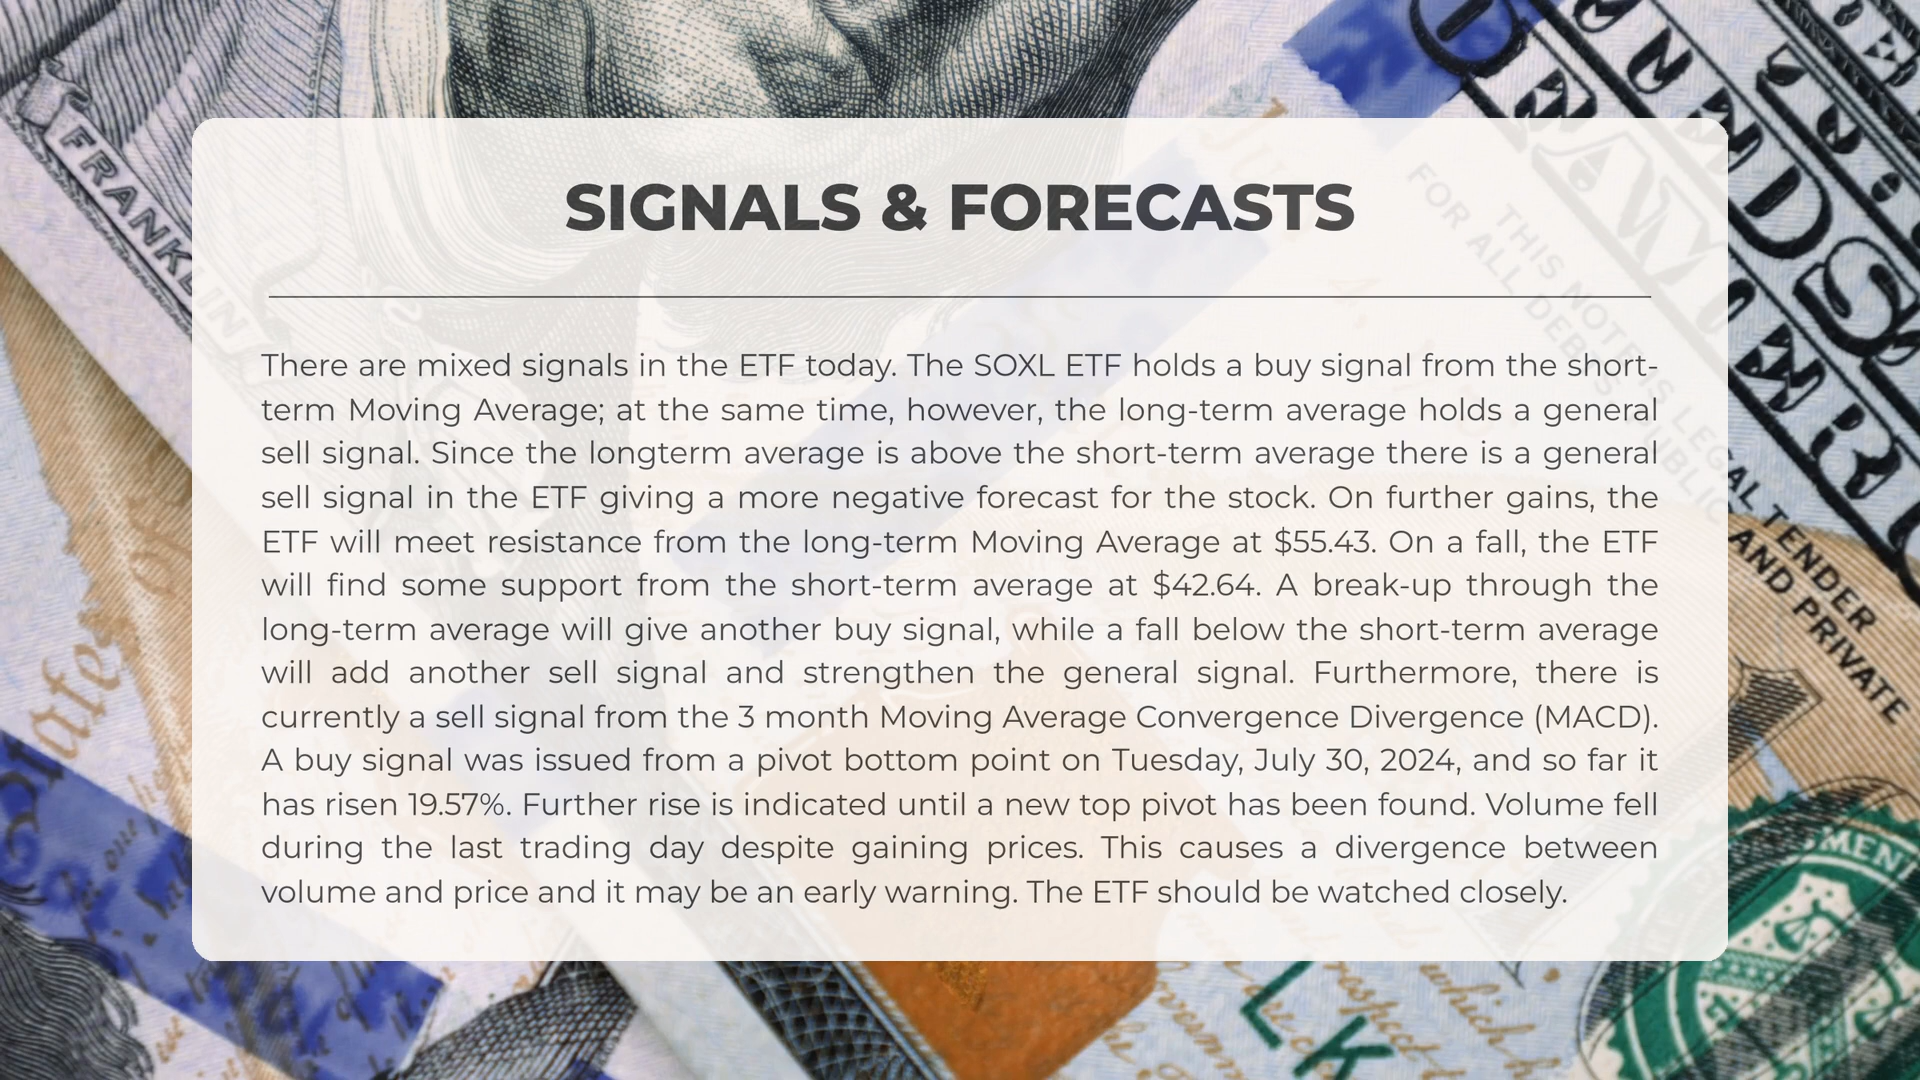 FRANKLIN
SIGNALS & FORECASTS
THIS NOTE IS LEGAL TENDER
FOR ALL DEBTS, PUBLIC AND PRIVATE
There are mixed signals in the ETF today. The SOXL ETF holds a buy signal from the short-
term Moving Average; at the same time, however, the long-term average holds a general
sell signal. Since the longterm average is above the short-term average there is a general
sell signal in the ETF giving a more negative forecast for the stock. On further gains, the
ETF will meet resistance from the long-term Moving Average at $55.43. On a fall, the ETF
will find some support from the short-term average at $42.64. A break-up through the
long-term average will give another buy signal, while a fall below the short-term average
will add another sell signal and strengthen the general signal. Furthermore, there is
currently a sell signal from the 3 month Moving Average Convergence Divergence (MACD).
A buy signal was issued from a pivot bottom point on Tuesday, July 30, 2024, and so far it
has risen 19.57%. Further rise is indicated until a new top pivot has been found. Volume fell
during the last trading day despite gaining prices. This causes a divergence between
volume and price and it may be an early warning. The ETF should be watched closely.